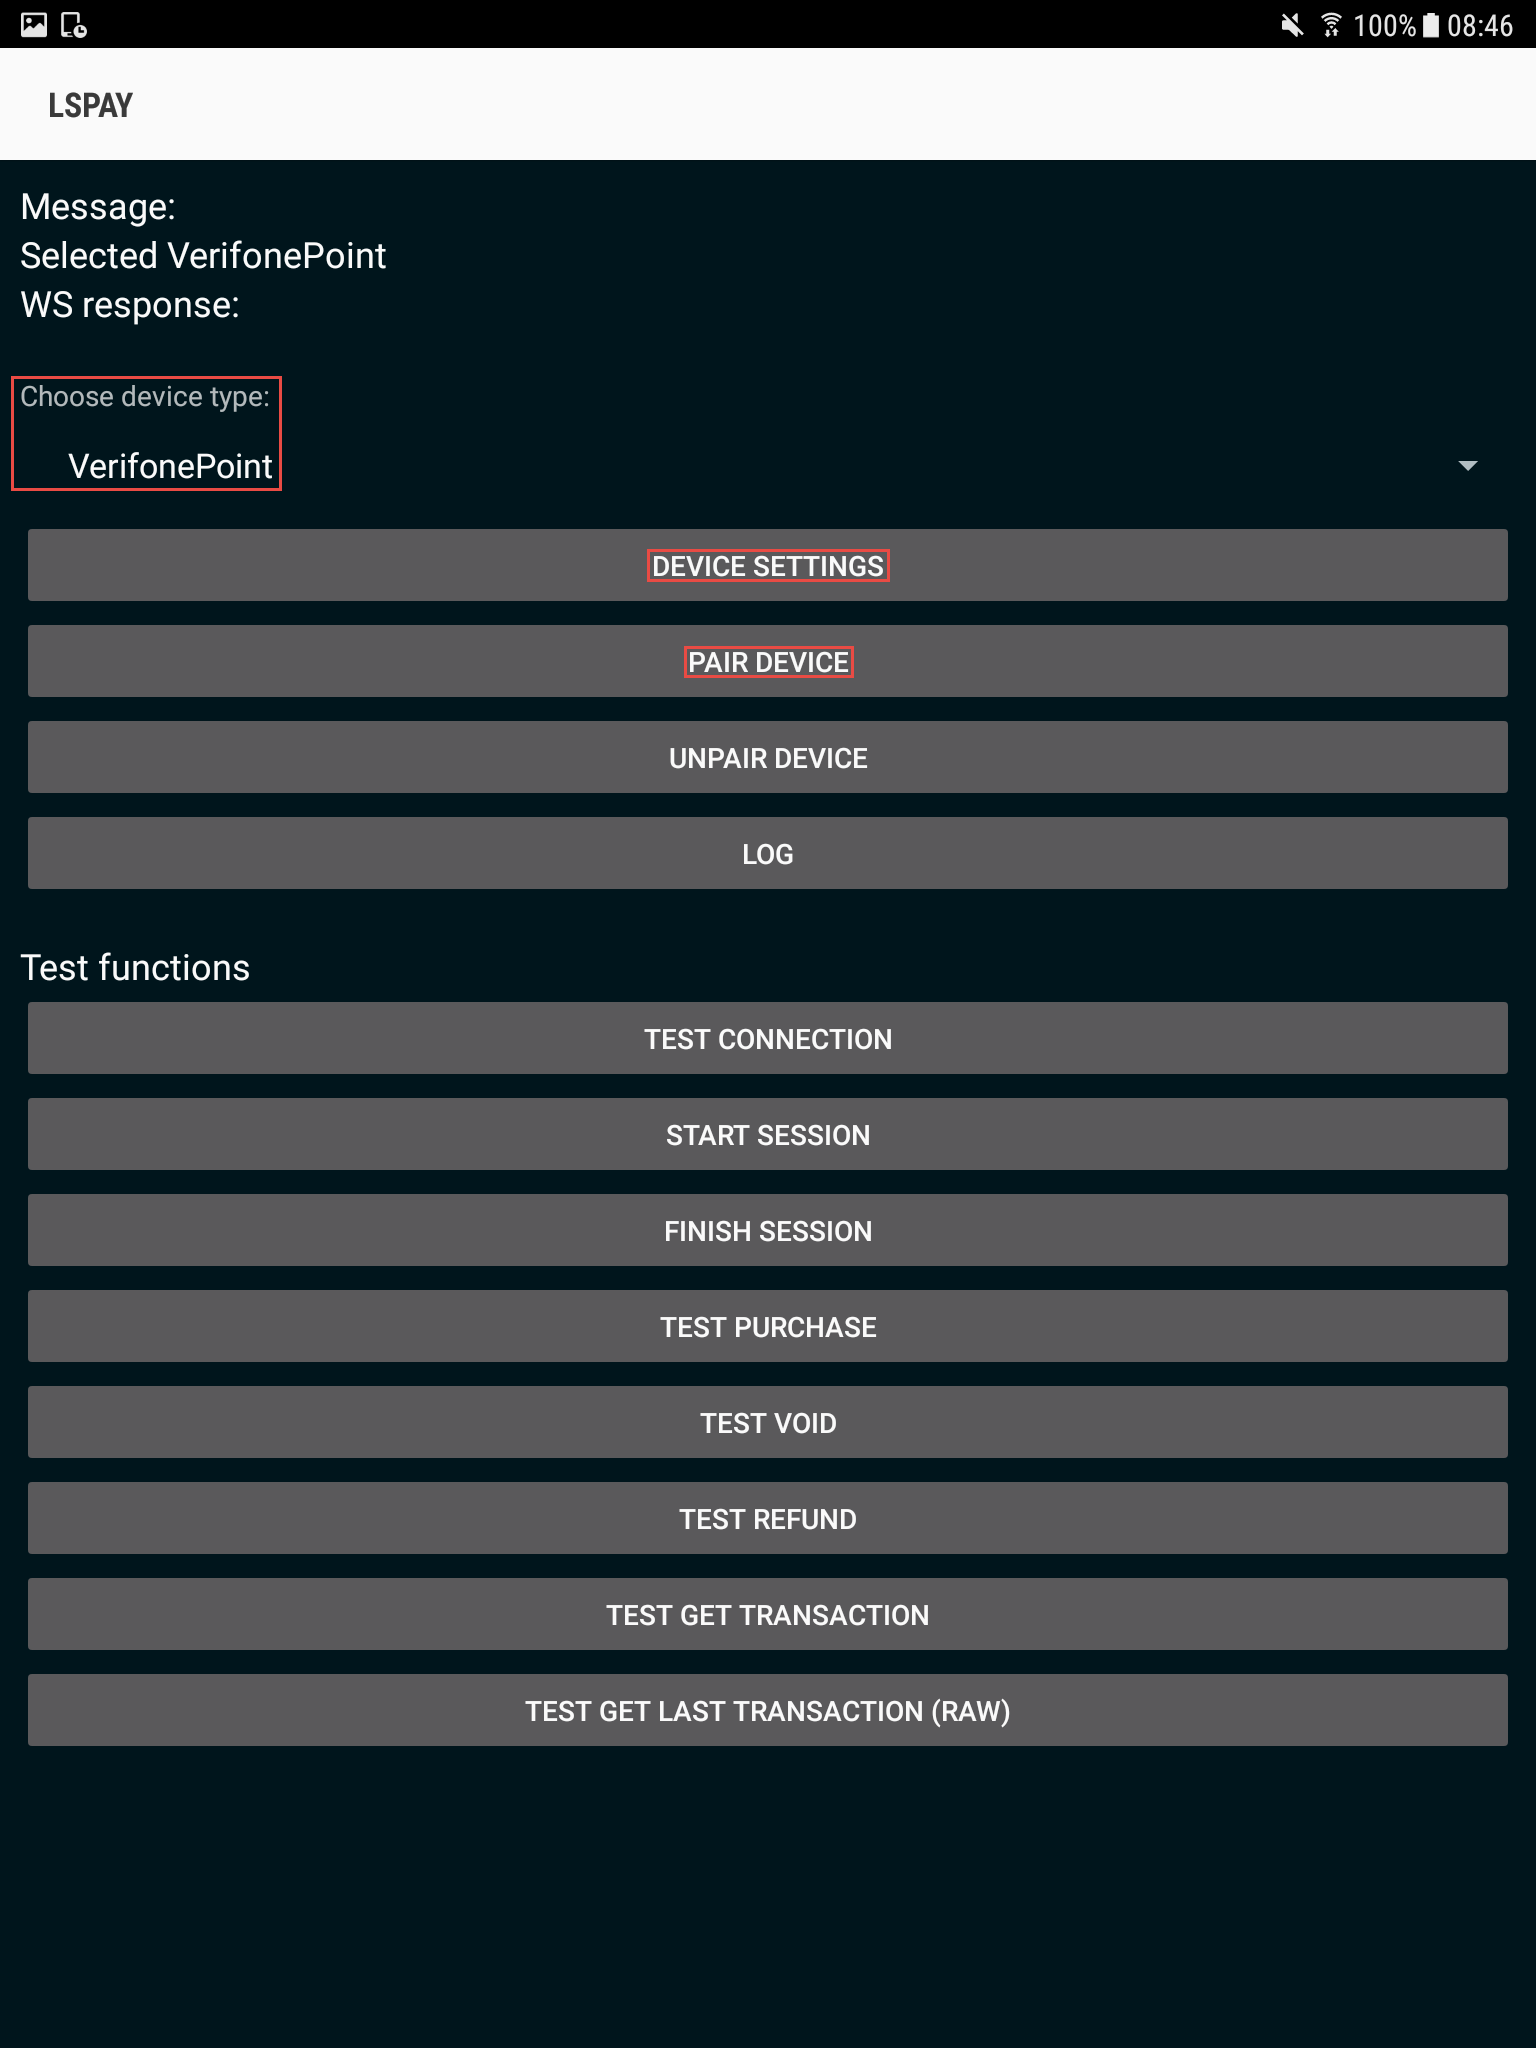 100% 08:46
LSPAY
Message:
Selected VerifonePoint
WS response:
Choose device type:
VerifonePoint
DEVICE SETTINGS
PAIR DEVICE
UNPAIR DEVICE
LOG
Test functions
TEST CONNECTION
START SESSION
FINISH SESSION
TEST PURCHASE
TEST VOID
TEST REFUND
TEST GET TRANSACTION
TEST GET LAST TRANSACTION (RAW)